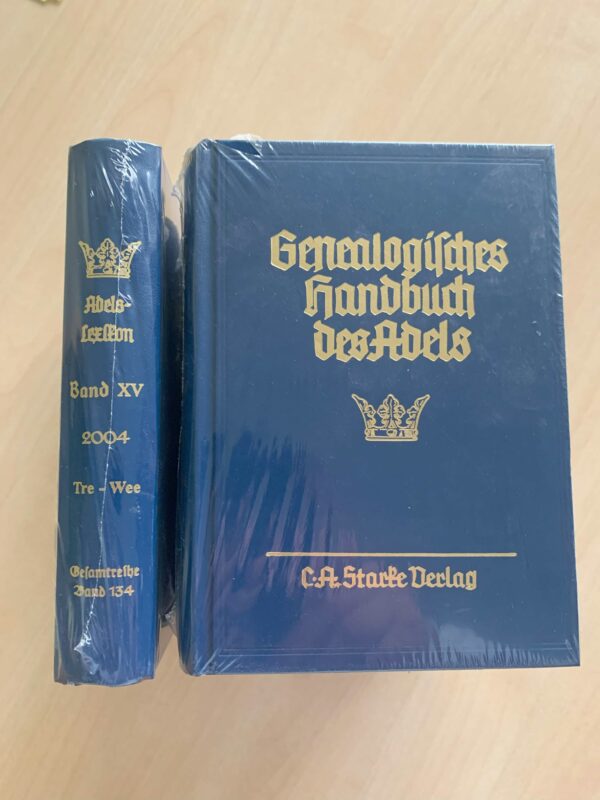 Adels-
Lexikon
Band XV
2004
Tre - Wee
Gesamtreihe
Band 134
Genealogisches
Handbuch
des Adels
C.A. Starke Verlag